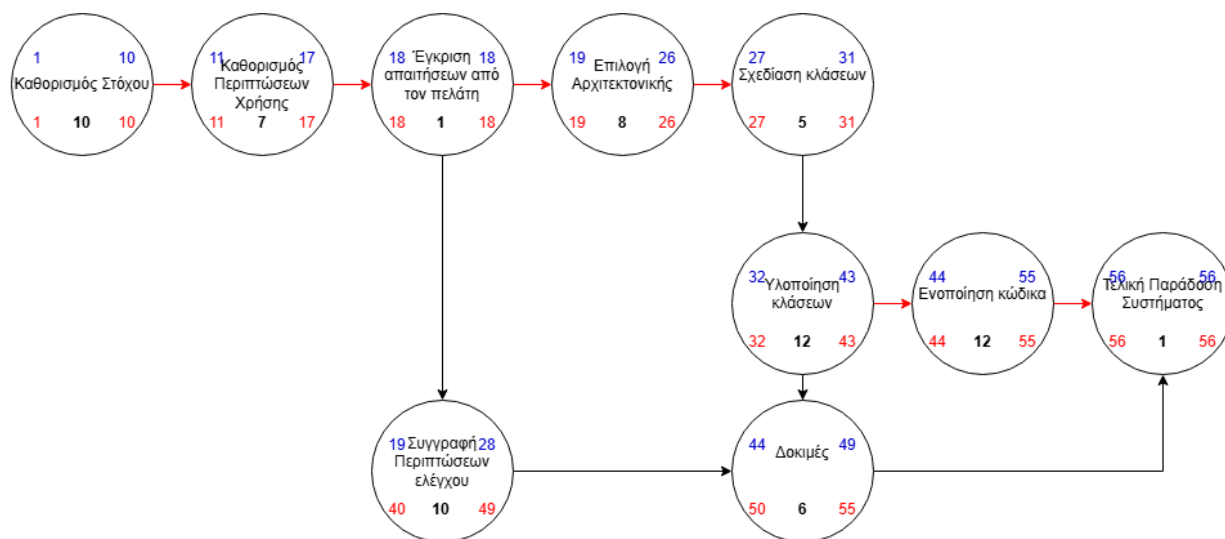 1 10
Καθορισμός Στόχου
1 10 10
11 17
Καθορισμός
Περιπτώσεων
Χρήσης
11 7 17
18 18
Έγκριση
απαιτήσεων από
τον πελάτη
18 1 18
19 26
Επιλογή
Αρχιτεκτονικής
19 8 26
27 31
Σχεδίαση κλάσεων
27 5 31
32 43
Υλοποίηση
κλάσεων
32 12 43
44 55
Ενοποίηση κώδικα
44 12 55
56 56
Τελική Παράδοση
Συστήματος
56 1 56
19 28
Συγγραφή
Περιπτώσεων
ελέγχου
40 10 49
44 49
Δοκιμές
50 6 55